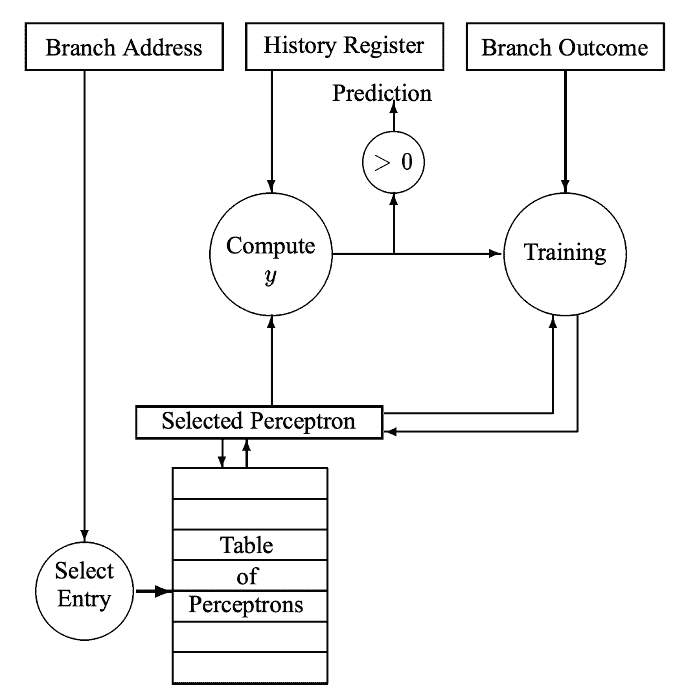 Branch Address
History Register
Branch Outcome
Prediction
> 0
Compute
y
Training
Selected Perceptron
Table
of
Perceptrons
Select
Entry